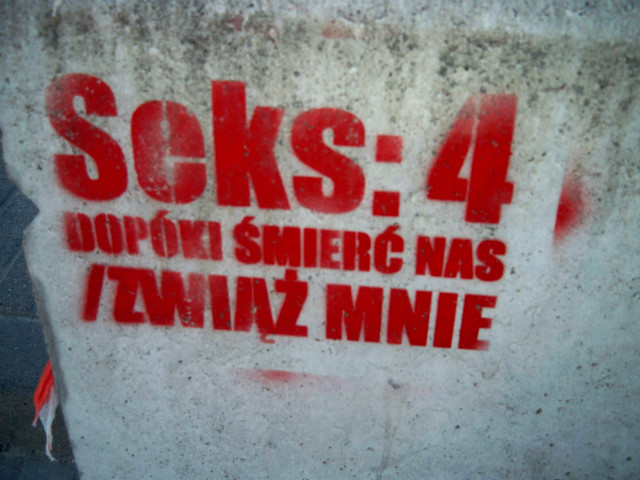 Seks: 4
DOPÓKI ŚMIERĆ NAS
/ZWIĄŻ MNIE